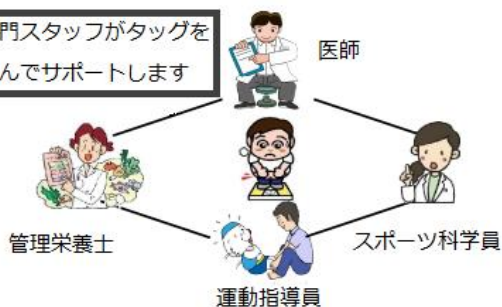 門スタッフがタッグを
んでサポートします
医師
管理栄養士
スポーツ科学員
運動指導員